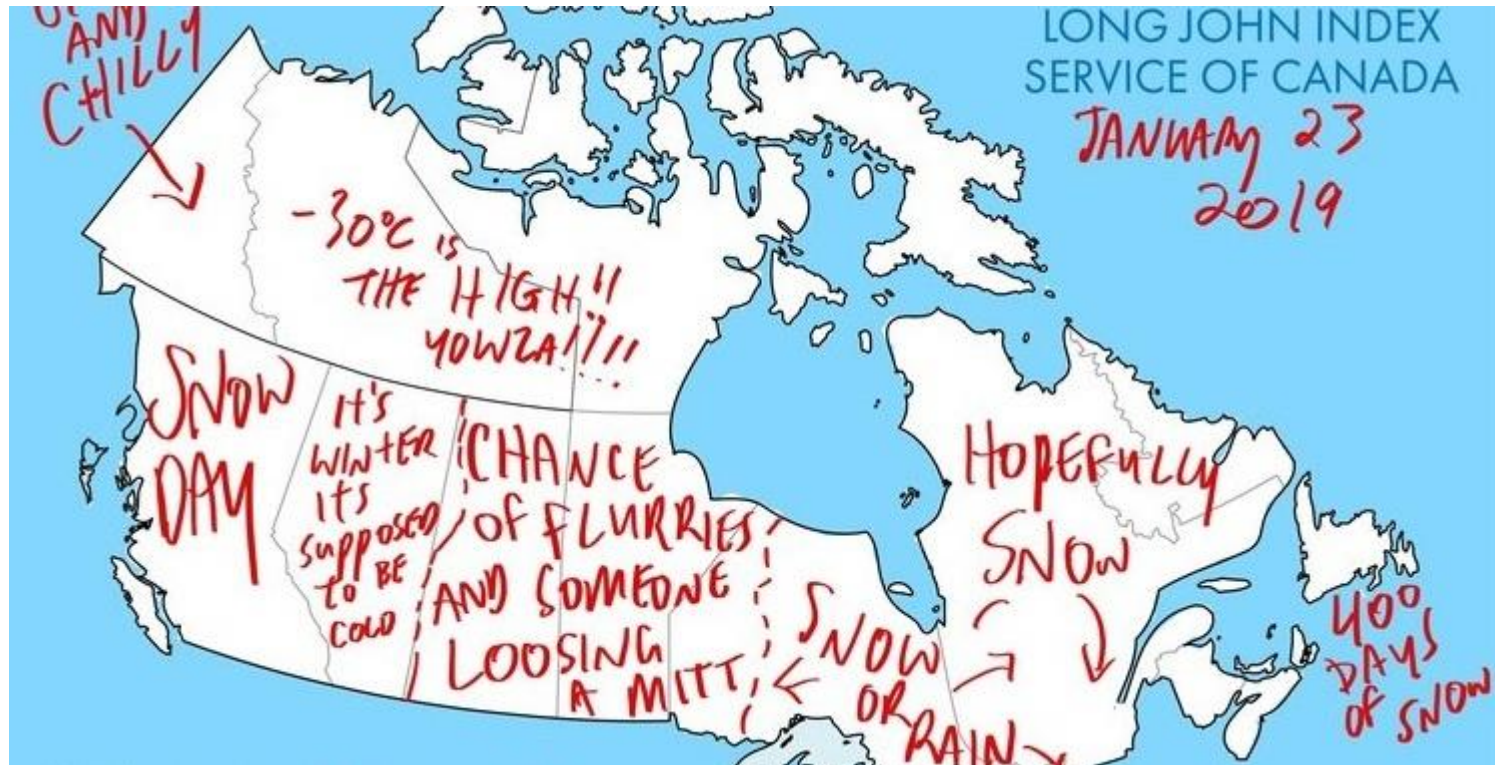 AND
CHILLY
LONG JOHN INDEX
SERVICE OF CANADA
JANUARY 23
2019
-30°C is
THE HIGH!!
YOWZA!!!!
SNOW
DAY
It'S
WINtER
ItS
SuppOSED
to BE
COLD
CHANCE
OF FLURRIES
AND SOMEONE
LOOSING
A MITT
SNOW
OR
RAIN
HOPEFULLY
SNOW
400
DAYS
OF SNOW